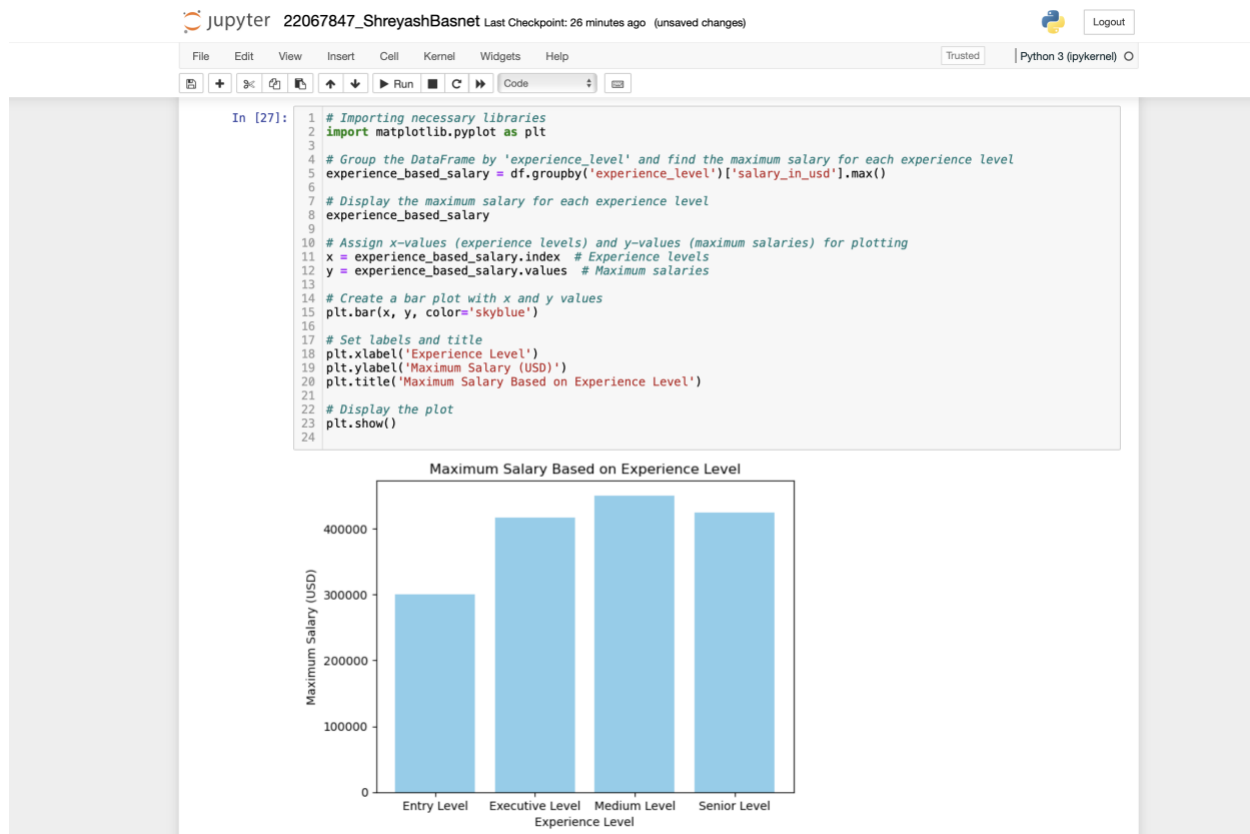 jupyter 22067847_ShreyashBasnet Last Checkpoint: 26 minutes ago (unsaved changes) Logout
File Edit View Insert Cell Kernel Widgets Help Trusted Python 3 (ipykernel)
Run Code
In [27]:
1 # Importing necessary libraries
2 import matplotlib.pyplot as plt
3
4 # Group the DataFrame by 'experience_level' and find the maximum salary for each experience level
5 experience_based_salary = df.groupby('experience_level')['salary_in_usd'].max()
6
7 # Display the maximum salary for each experience level
8 experience_based_salary
9
10 # Assign x-values (experience levels) and y-values (maximum salaries) for plotting
11 x = experience_based_salary.index  # Experience levels
12 y = experience_based_salary.values  # Maximum salaries
13
14 # Create a bar plot with x and y values
15 plt.bar(x, y, color='skyblue')
16
17 # Set labels and title
18 plt.xlabel('Experience Level')
19 plt.ylabel('Maximum Salary (USD)')
20 plt.title('Maximum Salary Based on Experience Level')
21
22 # Display the plot
23 plt.show()
24
Maximum Salary Based on Experience Level
Maximum Salary (USD)
400000
300000
200000
100000
0
Entry Level Executive Level Medium Level Senior Level
Experience Level